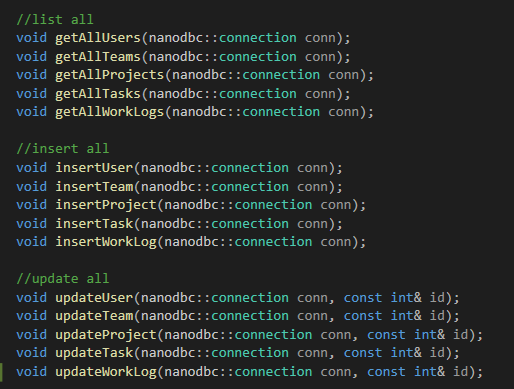 //list all
void getAllUsers(nanodbc::connection conn);
void getAllTeams(nanodbc::connection conn);
void getAllProjects(nanodbc::connection conn);
void getAllTasks(nanodbc::connection conn);
void getAllWorkLogs(nanodbc::connection conn);
//insert all
void insertUser(nanodbc::connection conn);
void insertTeam(nanodbc::connection conn);
void insertProject(nanodbc::connection conn);
void insertTask(nanodbc::connection conn);
void insertWorkLog(nanodbc::connection conn);
//update all
void updateUser(nanodbc::connection conn, const int& id);
void updateTeam(nanodbc::connection conn, const int& id);
void updateProject(nanodbc::connection conn, const int& id);
void updateTask(nanodbc::connection conn, const int& id);
void updateWorkLog(nanodbc::connection conn, const int& id);